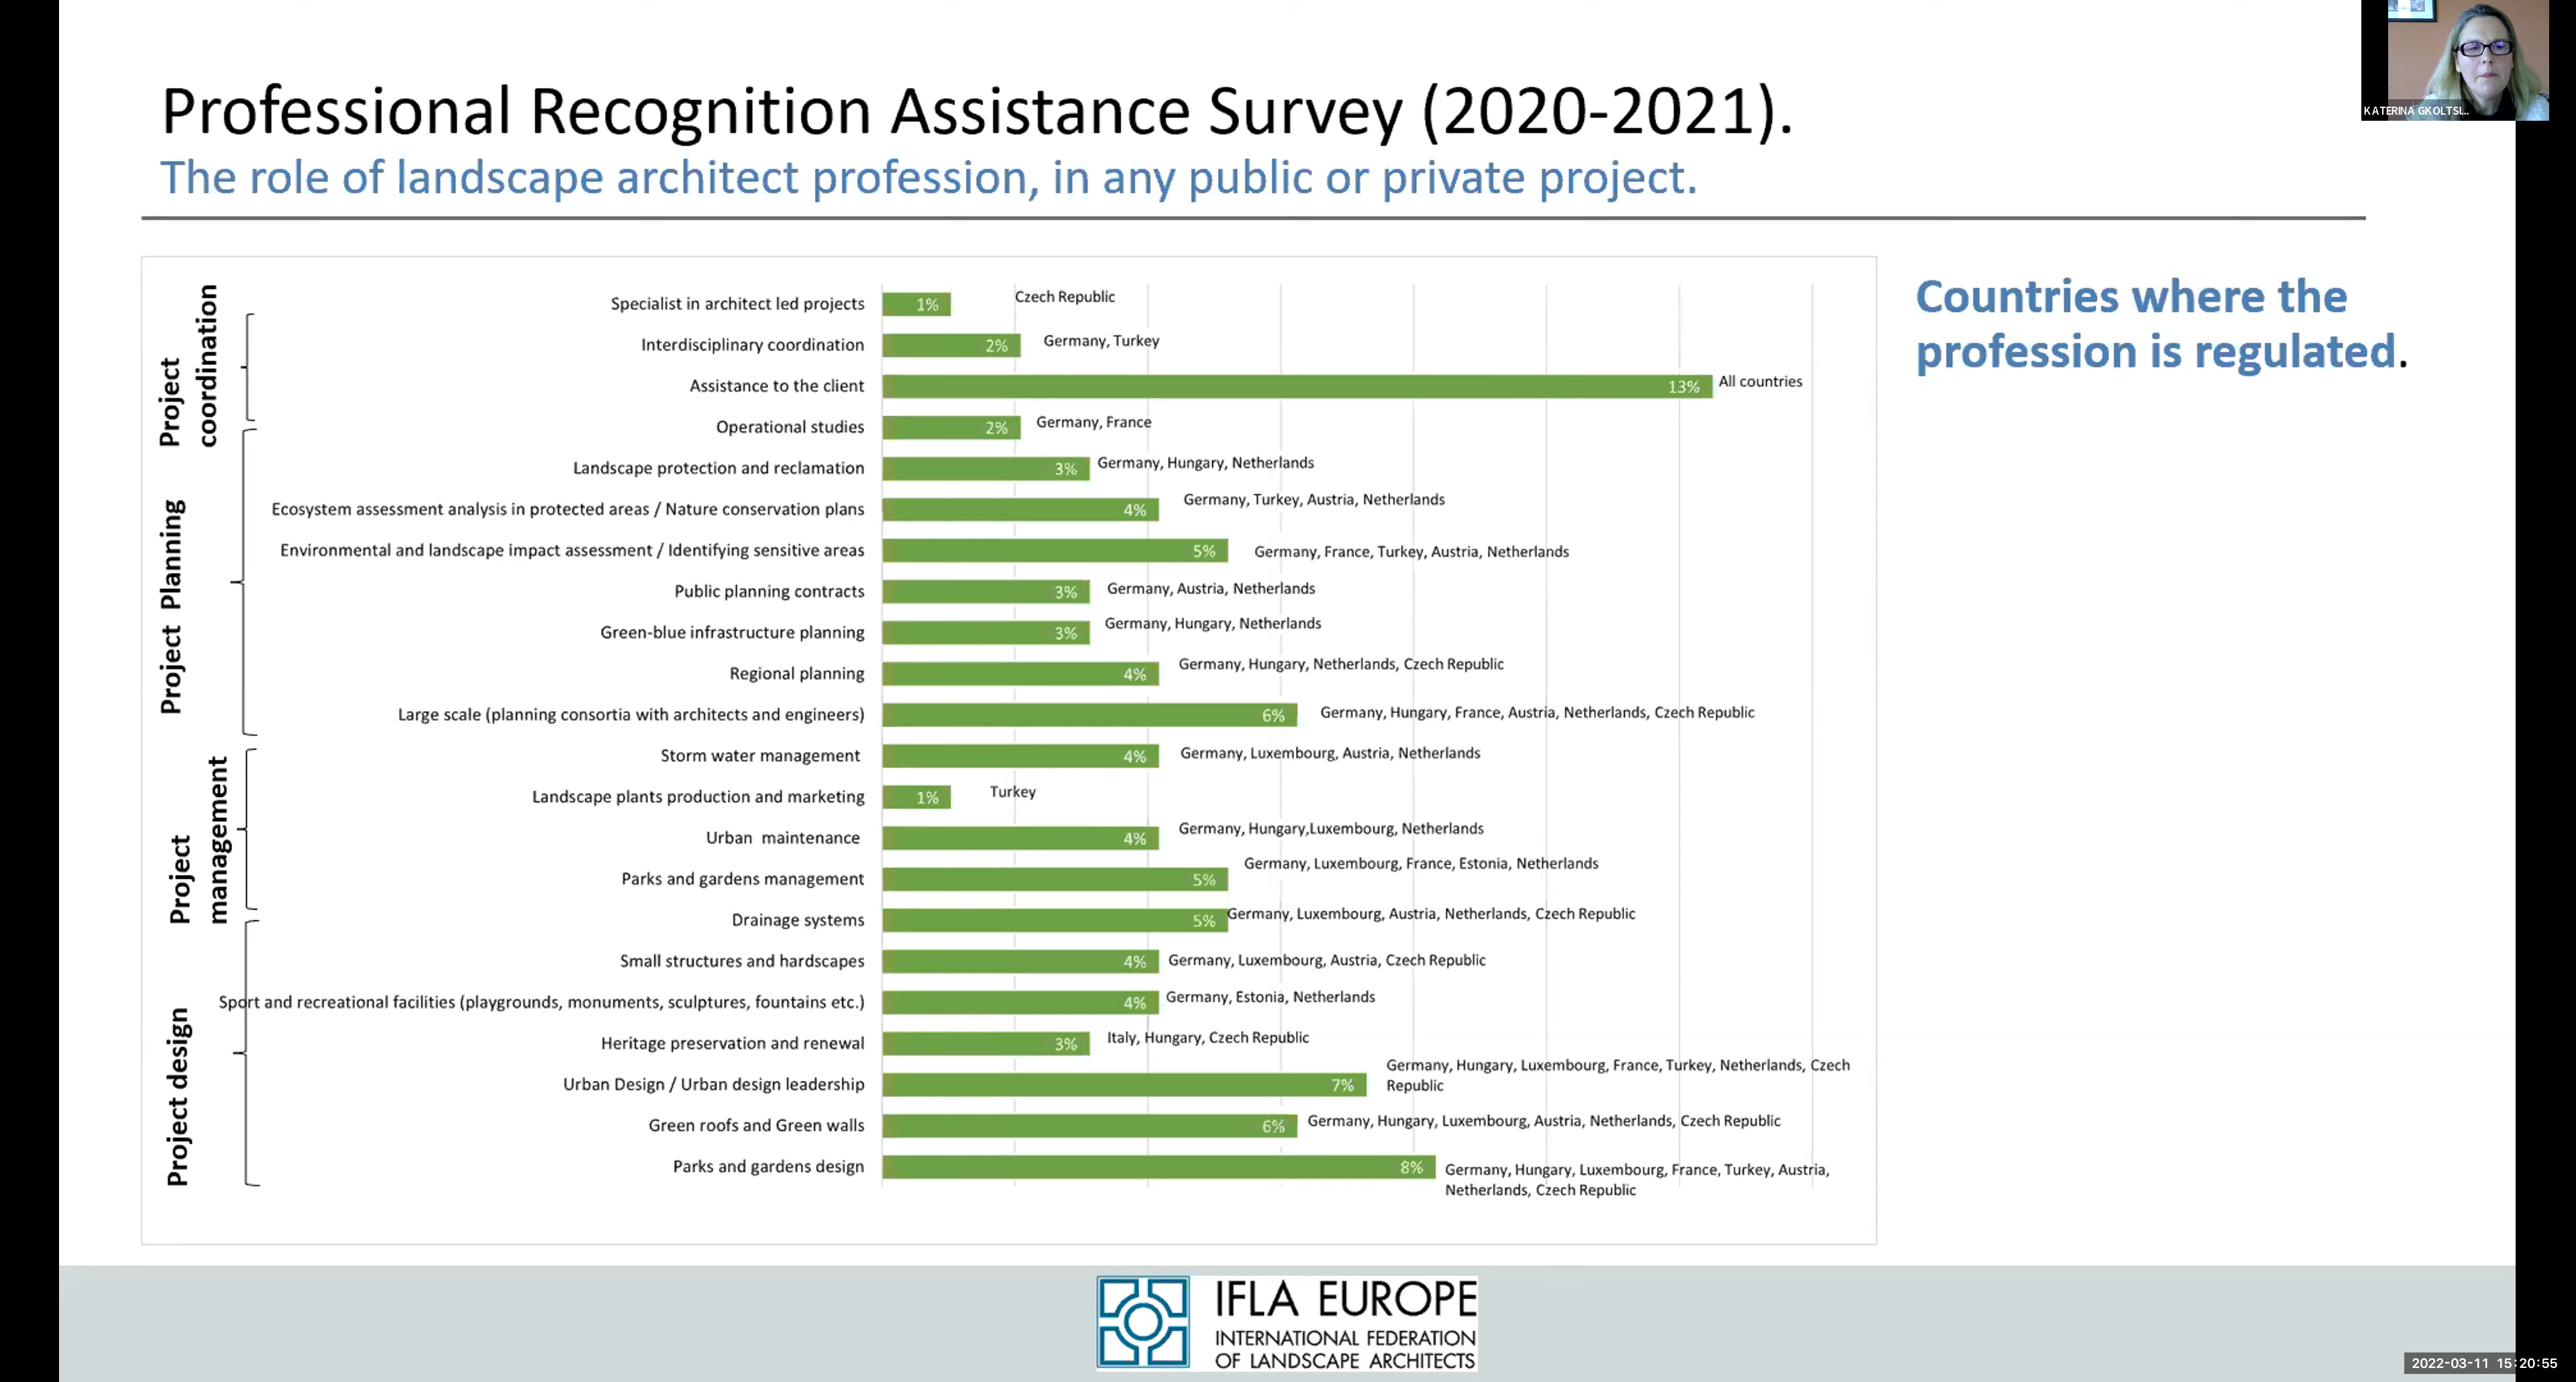 Professional Recognition Assistance Survey (2020-2021).
The role of landscape architect profession, in any public or private project.
KATERINA GKOLTSI...
Countries where the
profession is regulated.
Project
coordination
Specialist in architect led projects 1% Czech Republic
Interdisciplinary coordination 2% Germany, Turkey
Assistance to the client 13% All countries
Project Planning
Operational studies 2% Germany, France
Landscape protection and reclamation 3% Germany, Hungary, Netherlands
Ecosystem assessment analysis in protected areas / Nature conservation plans 4% Germany, Turkey, Austria, Netherlands
Environmental and landscape impact assessment / Identifying sensitive areas 5% Germany, France, Turkey, Austria, Netherlands
Public planning contracts 3% Germany, Austria, Netherlands
Green-blue infrastructure planning 3% Germany, Hungary, Netherlands
Regional planning 4% Germany, Hungary, Netherlands, Czech Republic
Large scale (planning consortia with architects and engineers) 6% Germany, Hungary, France, Austria, Netherlands, Czech Republic
Project
management
Storm water management 4% Germany, Luxembourg, Austria, Netherlands
Landscape plants production and marketing 1% Turkey
Urban maintenance 4% Germany, Hungary,Luxembourg, Netherlands
Parks and gardens management 5% Germany, Luxembourg, France, Estonia, Netherlands
Project design
Drainage systems 5% Germany, Luxembourg, Austria, Netherlands, Czech Republic
Small structures and hardscapes 4% Germany, Luxembourg, Austria, Czech Republic
Sport and recreational facilities (playgrounds, monuments, sculptures, fountains etc.) 4% Germany, Estonia, Netherlands
Heritage preservation and renewal 3% Italy, Hungary, Czech Republic
Urban Design / Urban design leadership 7% Germany, Hungary, Luxembourg, France, Turkey, Netherlands, Czech
Republic
Green roofs and Green walls 6% Germany, Hungary, Luxembourg, Austria, Netherlands, Czech Republic
Parks and gardens design 8% Germany, Hungary, Luxembourg, France, Turkey, Austria,
Netherlands, Czech Republic
IFLA EUROPE
INTERNATIONAL FEDERATION
OF LANDSCAPE ARCHITECTS
2022-03-11 15:20:55